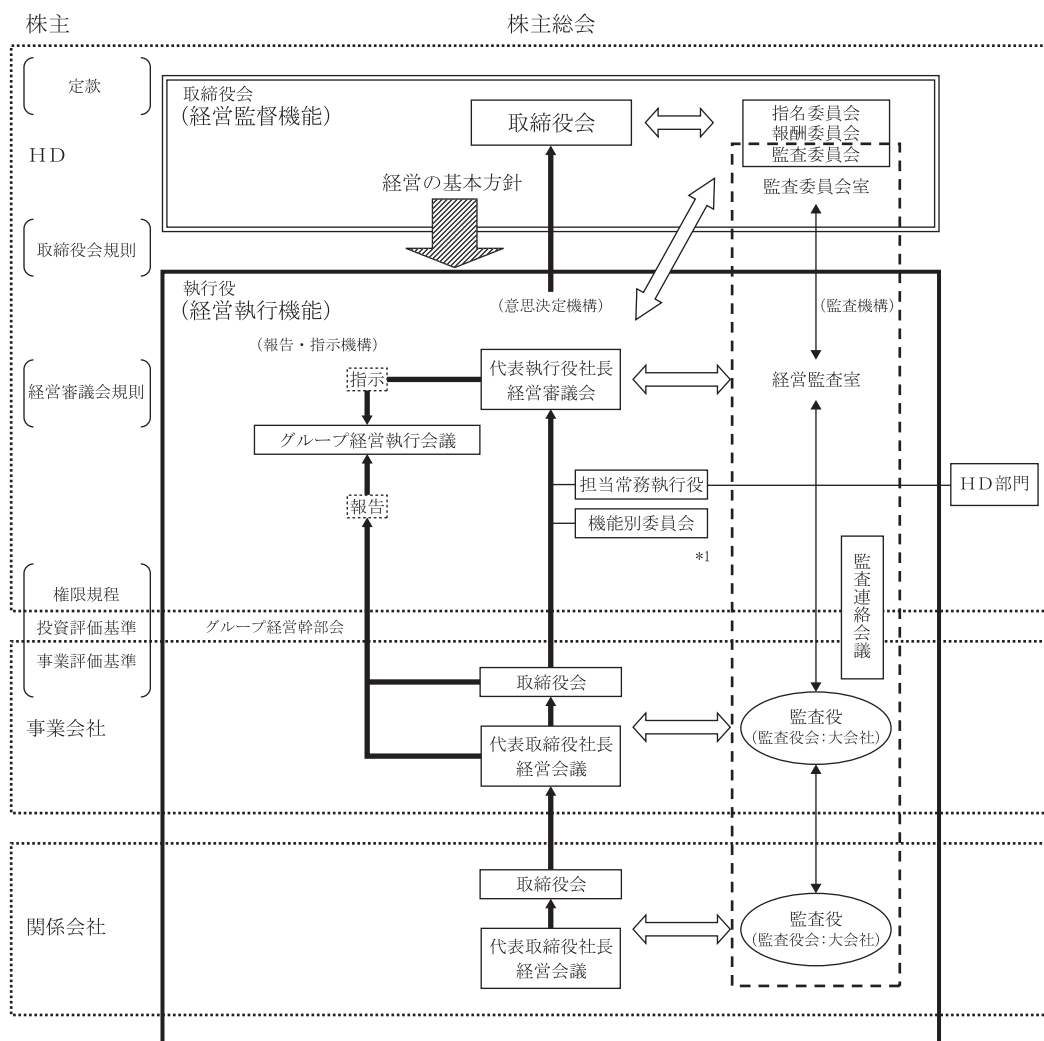 株主
株主総会
定款
取締役会
（経営監督機能）
取締役会
指名委員会
報酬委員会
監査委員会
HD
経営の基本方針
監査委員会室
取締役会規則
執行役
（経営執行機能）
（意思決定機構）
（監査機構）
（報告・指示機構）
代表執行役社長
経営審議会
指示
経営監査室
経営審議会規則
グループ経営執行会議
担当常務執行役
HD部門
報告
機能別委員会
*1
監査連絡会議
権限規程
投資評価基準
グループ経営幹部会
事業評価基準
取締役会
事業会社
代表取締役社長
経営会議
監査役
（監査役会：大会社）
取締役会
関係会社
代表取締役社長
経営会議
監査役
（監査役会：大会社）